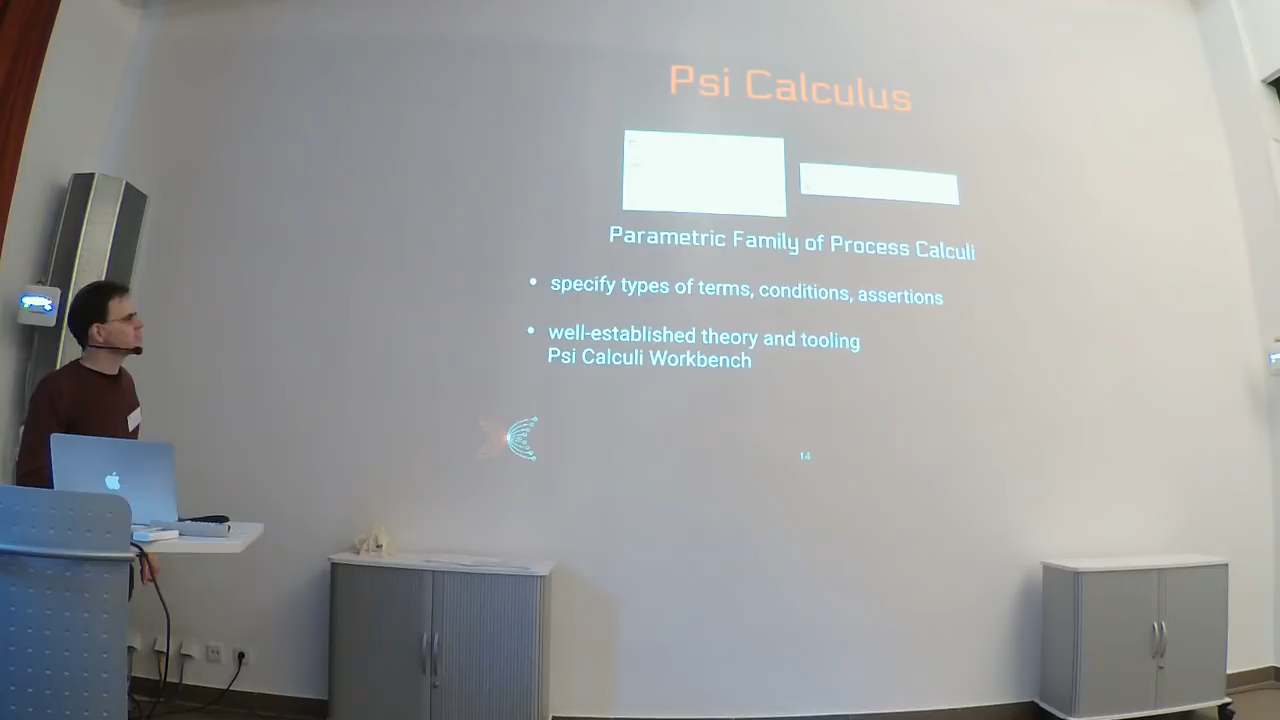 Psi Calculus
Parametric Family of Process Calculi
• specify types of terms, conditions, assertions
• well-established theory and tooling
Psi Calculi Workbench
14